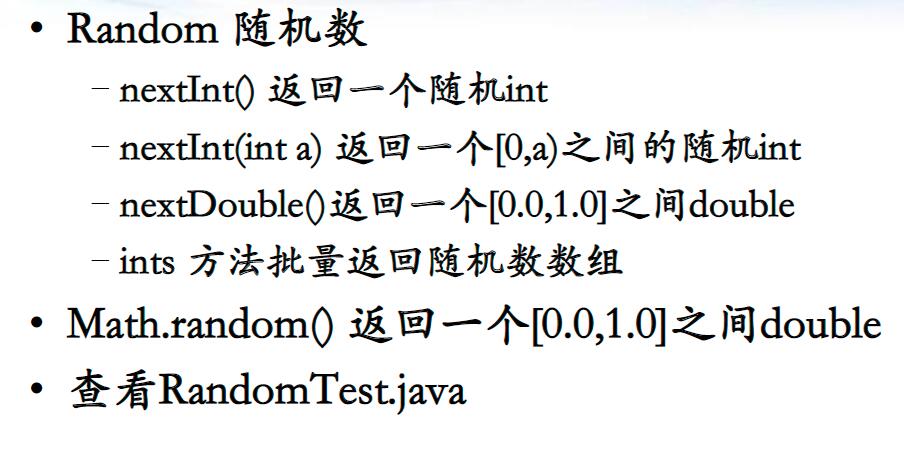 • Random 随机数
– nextInt() 返回一个随机int
– nextInt(int a) 返回一个[0,a)之间的随机int
– nextDouble()返回一个[0.0,1.0]之间double
– ints 方法批量返回随机数数组
• Math.random() 返回一个[0.0,1.0]之间double
• 查看RandomTest.java